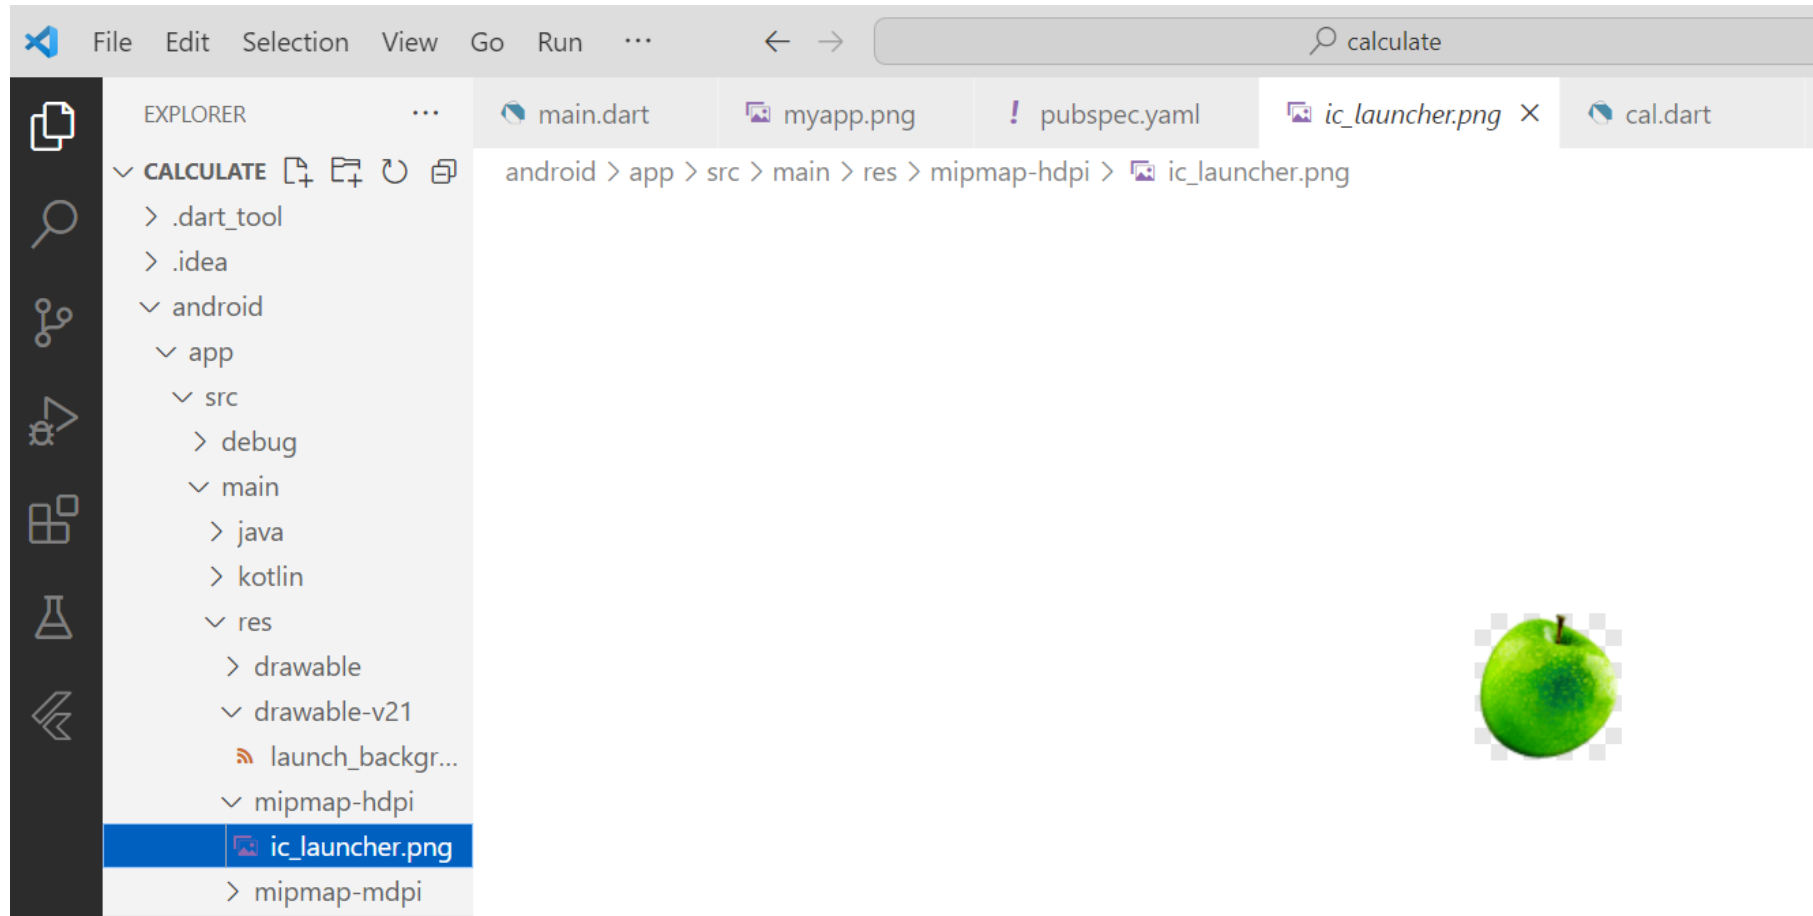 File Edit Selection View Go Run ··· calculate
EXPLORER ···
main.dart myapp.png ! pubspec.yaml ic_launcher.png cal.dart
CALCULATE
android > app > src > main > res > mipmap-hdpi > ic_launcher.png
.dart_tool
.idea
android
app
src
debug
main
java
kotlin
res
drawable
drawable-v21
launch_backgr...
mipmap-hdpi
ic_launcher.png
mipmap-mdpi